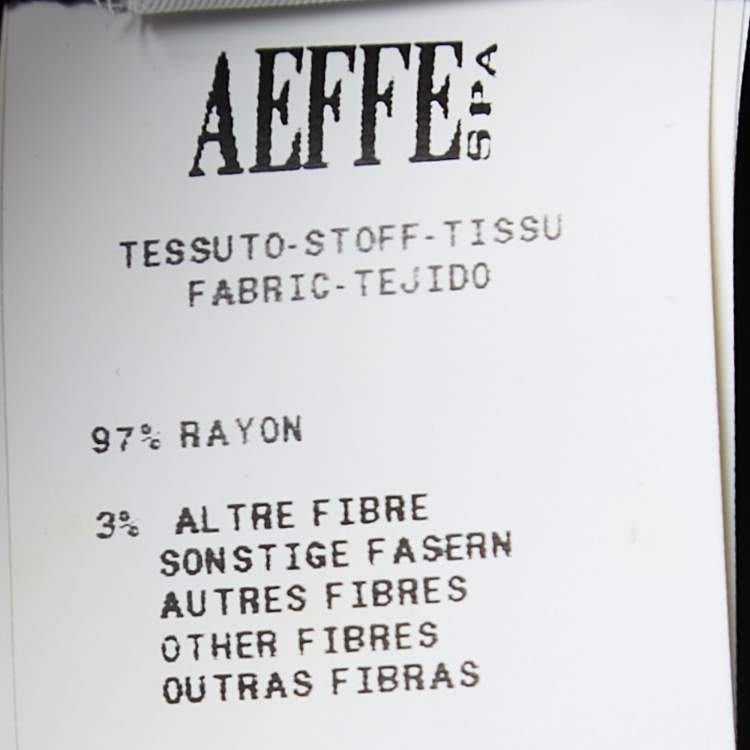 AEFFE SPA
TESSUTO-STOFF-TISSU
FABRIC-TEJIDO
97% RAYON
3% ALTRE FIBRE
SONSTIGE FASERN
AUTRES FIBRES
OTHER FIBRES
OUTRAS FIBRAS